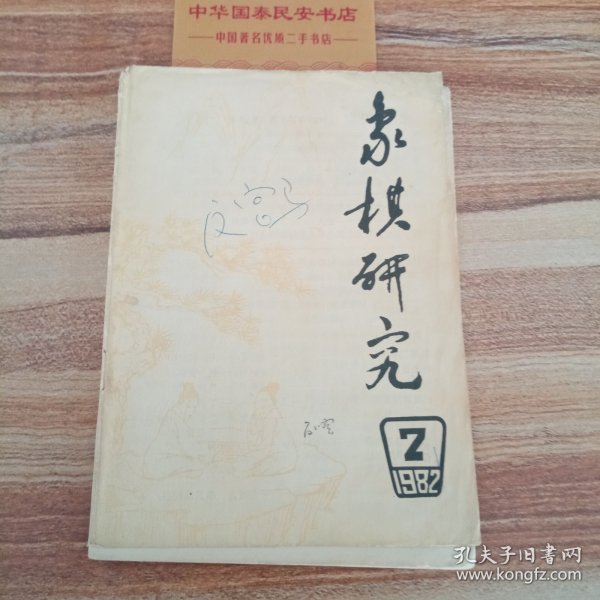 中华国泰民安书店
中国著名优质二手书店
象棋研究
7
1982
孔夫子旧书网
www.kongfz.com